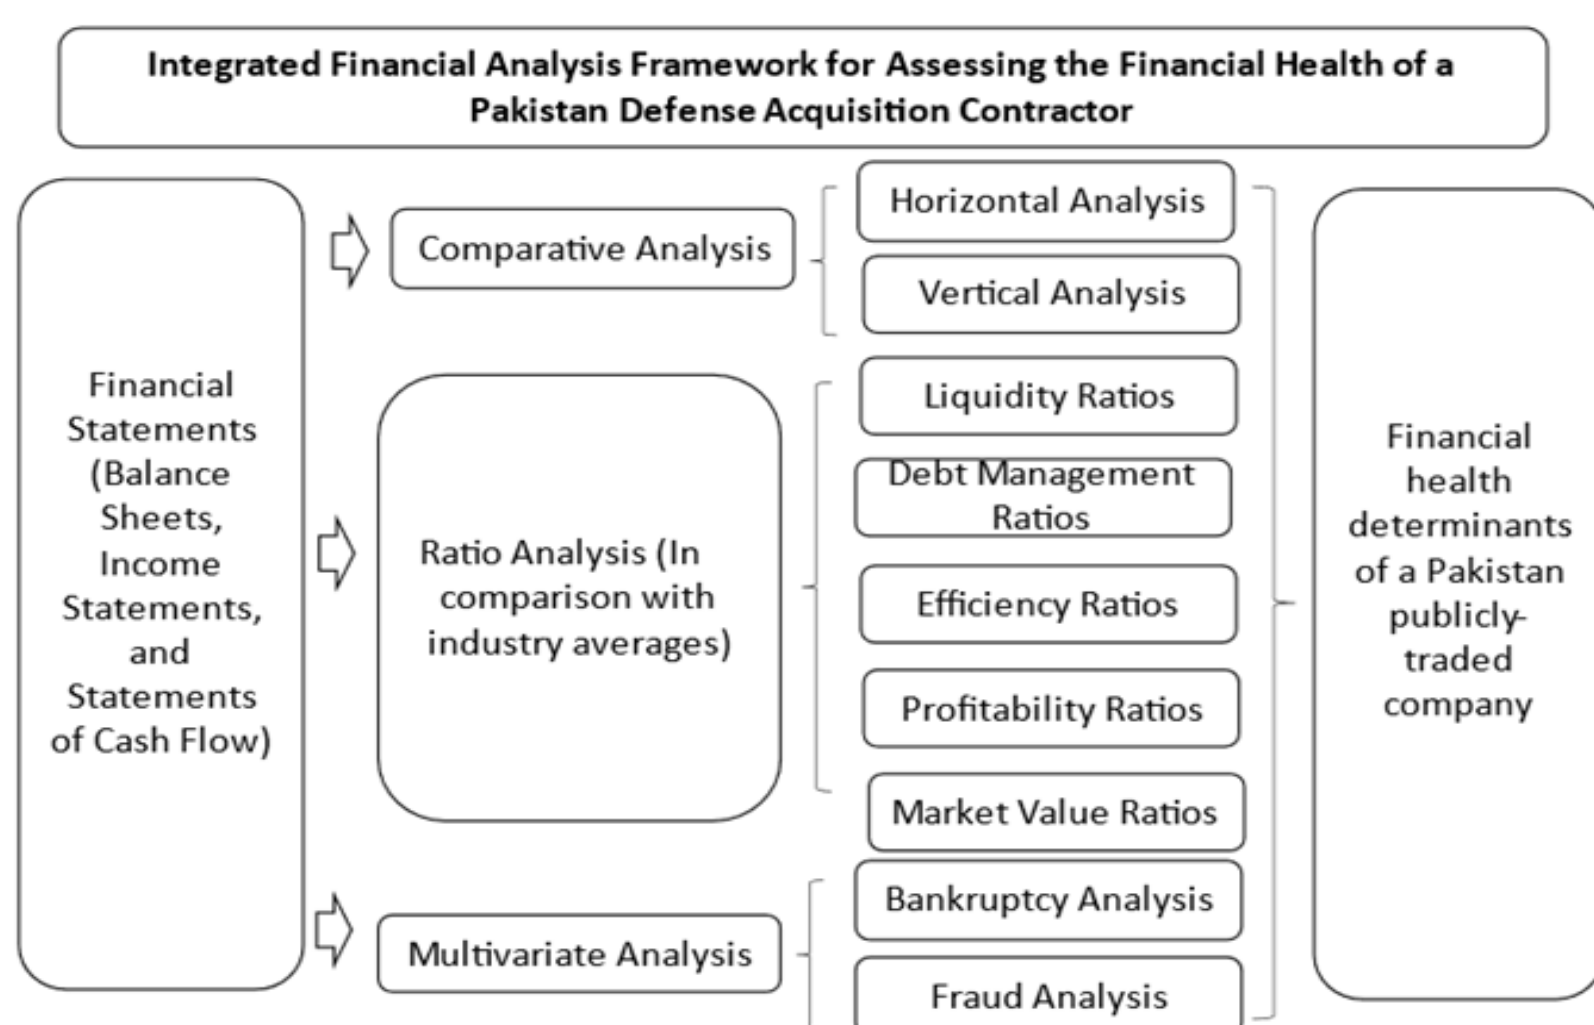 Integrated Financial Analysis Framework for Assessing the Financial Health of a
Pakistan Defense Acquisition Contractor
Financial
Statements
(Balance
Sheets,
Income
Statements,
and
Statements
of Cash Flow)
Comparative Analysis
Horizontal Analysis
Vertical Analysis
Ratio Analysis (In
comparison with
industry averages)
Liquidity Ratios
Debt Management
Ratios
Efficiency Ratios
Profitability Ratios
Market Value Ratios
Multivariate Analysis
Bankruptcy Analysis
Fraud Analysis
Financial
health
determinants
of a Pakistan
publicly-
traded
company